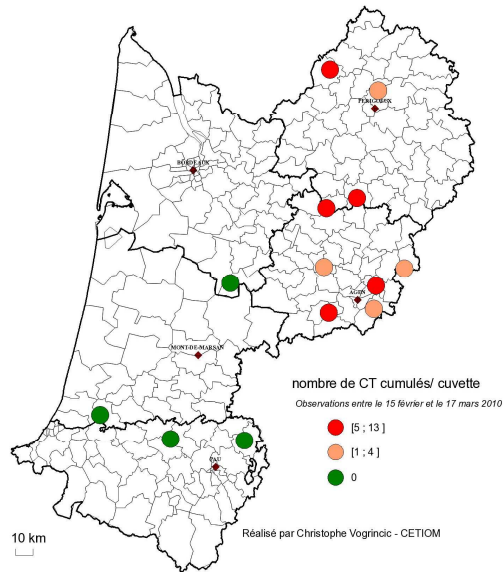 PERIGUEUX
BORDEAUX
AGEN
MONT-DE-MARSAN
nombre de CT cumulés/ cuvette
Observations entre le 15 février et le 17 mars 2010
[5 ; 13 ]
[1 ; 4 ]
0
PAU
Réalisé par Christophe Vogrincic - CETIOM
10 km